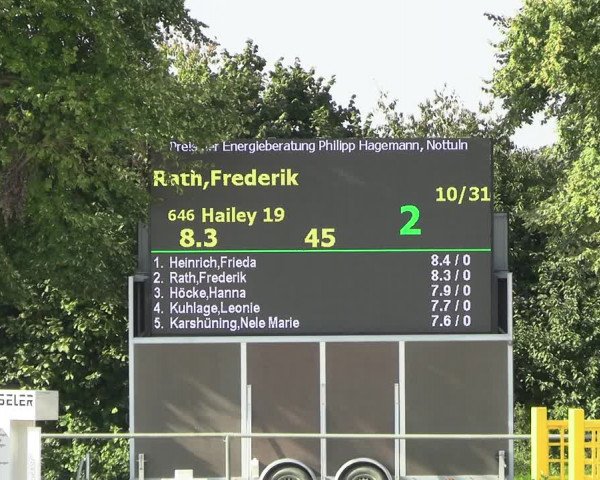 Preis der Energieberatung Philipp Hagemann, Nottuln
Rath,Frederik
10/31
646 Hailey 19
2
8.3 45
1. Heinrich,Frieda 8.4 / 0
2. Rath,Frederik 8.3 / 0
3. Höcke,Hanna 7.9 / 0
4. Kuhlage,Leonie 7.7 / 0
5. Karshüning,Nele Marie 7.6 / 0